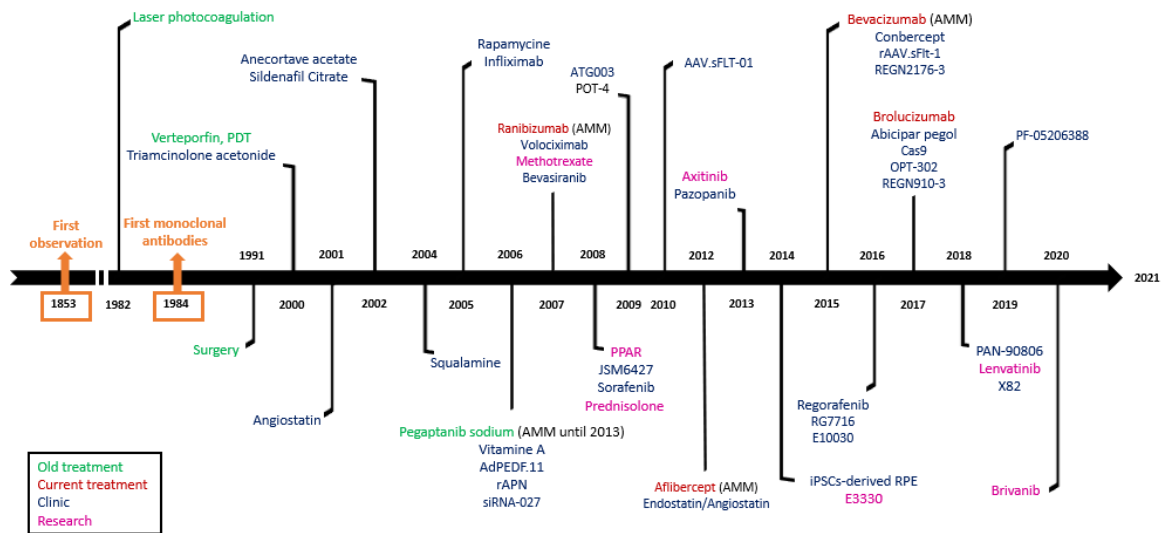 Laser photocoagulation
Anecortave acetate
Sildenafil Citrate
Verteporfin, PDT
Triamcinolone acetonide
Rapamycine
Infliximab
Ranibizumab (AMM)
Volociximab
Methotrexate
Bevasiranib
ATG003
POT-4
AAV.sFLT-01
Axitinib
Pazopanib
Bevacizumab (AMM)
Conbercept
rAAV.sFlt-1
REGN2176-3
Brolucizumab
Abicipar pegol
Cas9
OPT-302
REGN910-3
PF-05206388
First
observation
First monoclonal
antibodies
1991
2001
2004
2006
2008
2012
2014
2016
2018
2020
2021
1853
1982
1984
2000
2002
2005
2007
2009
2010
2013
2015
2017
2019
Surgery
Angiostatin
Squalamine
Pegaptanib sodium (AMM until 2013)
Vitamine A
AdPEDF.11
rAPN
siRNA-027
PPAR
JSM6427
Sorafenib
Prednisolone
Aflibercept (AMM)
Endostatin/Angiostatin
iPSCs-derived RPE
E3330
Regorafenib
RG7716
E10030
PAN-90806
Lenvatinib
X82
Brivanib
Old treatment
Current treatment
Clinic
Research